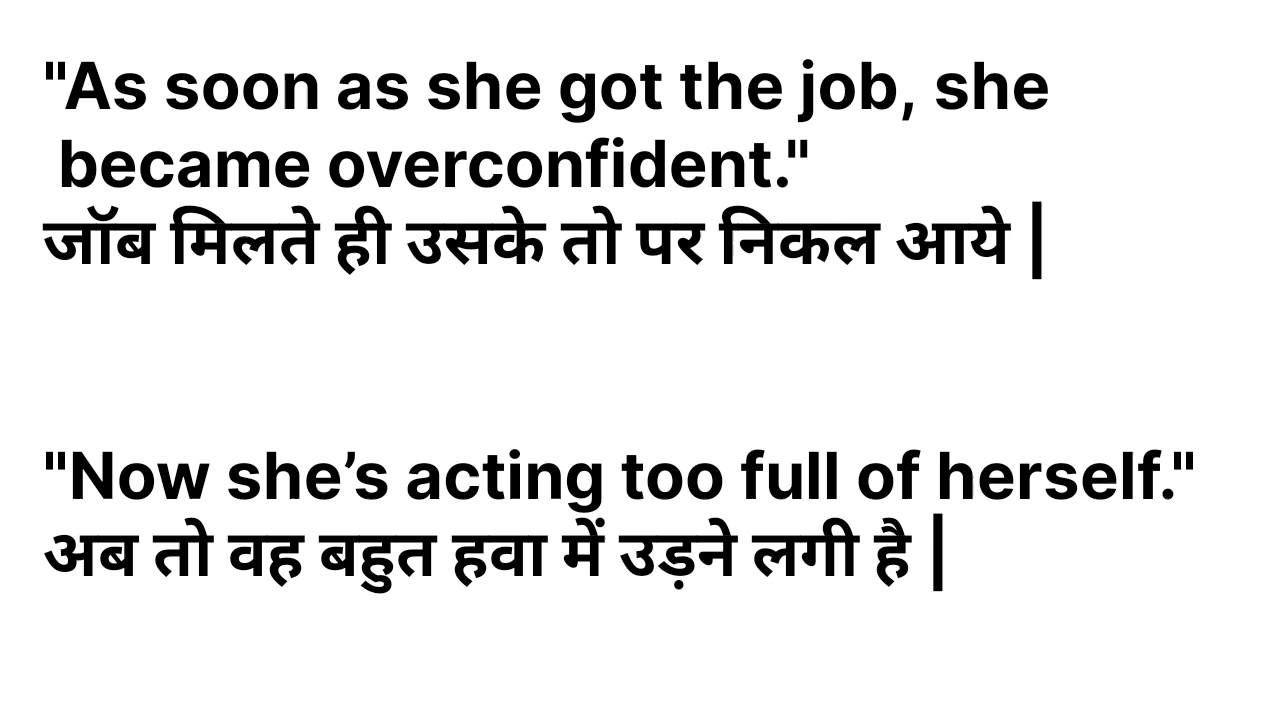 "As soon as she got the job, she
became overconfident."
जॉब मिलते ही उसके तो पर निकल आये |
"Now she’s acting too full of herself."
अब तो वह बहुत हवा में उड़ने लगी है |